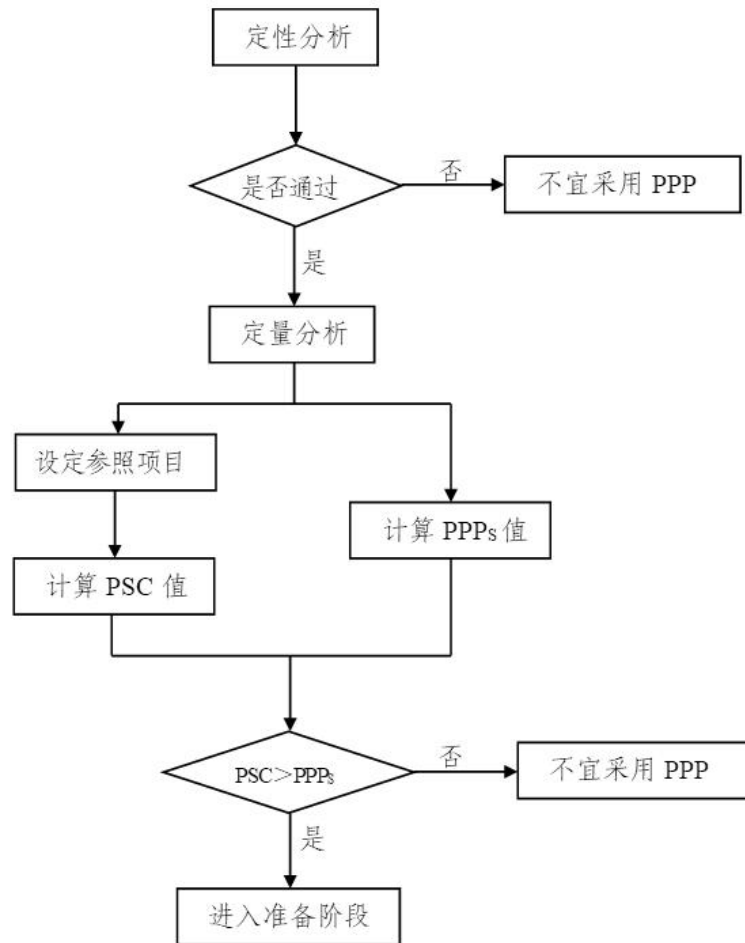 定性分析
是否通过
否
不宜采用 PPP
是
定量分析
设定参照项目
计算 PPPs 值
计算 PSC 值
PSC＞PPPs
否
不宜采用 PPP
是
进入准备阶段